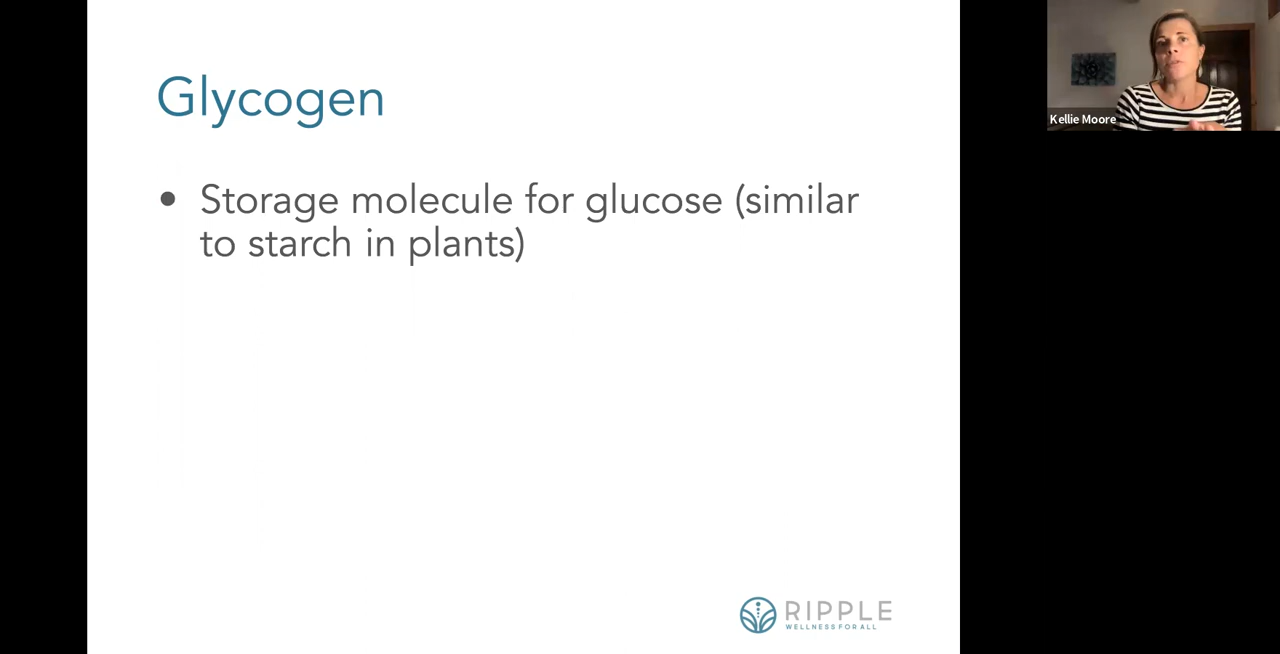 Glycogen
• Storage molecule for glucose (similar
to starch in plants)
Kellie Moore
RIPPLE
WELLNESS FOR ALL